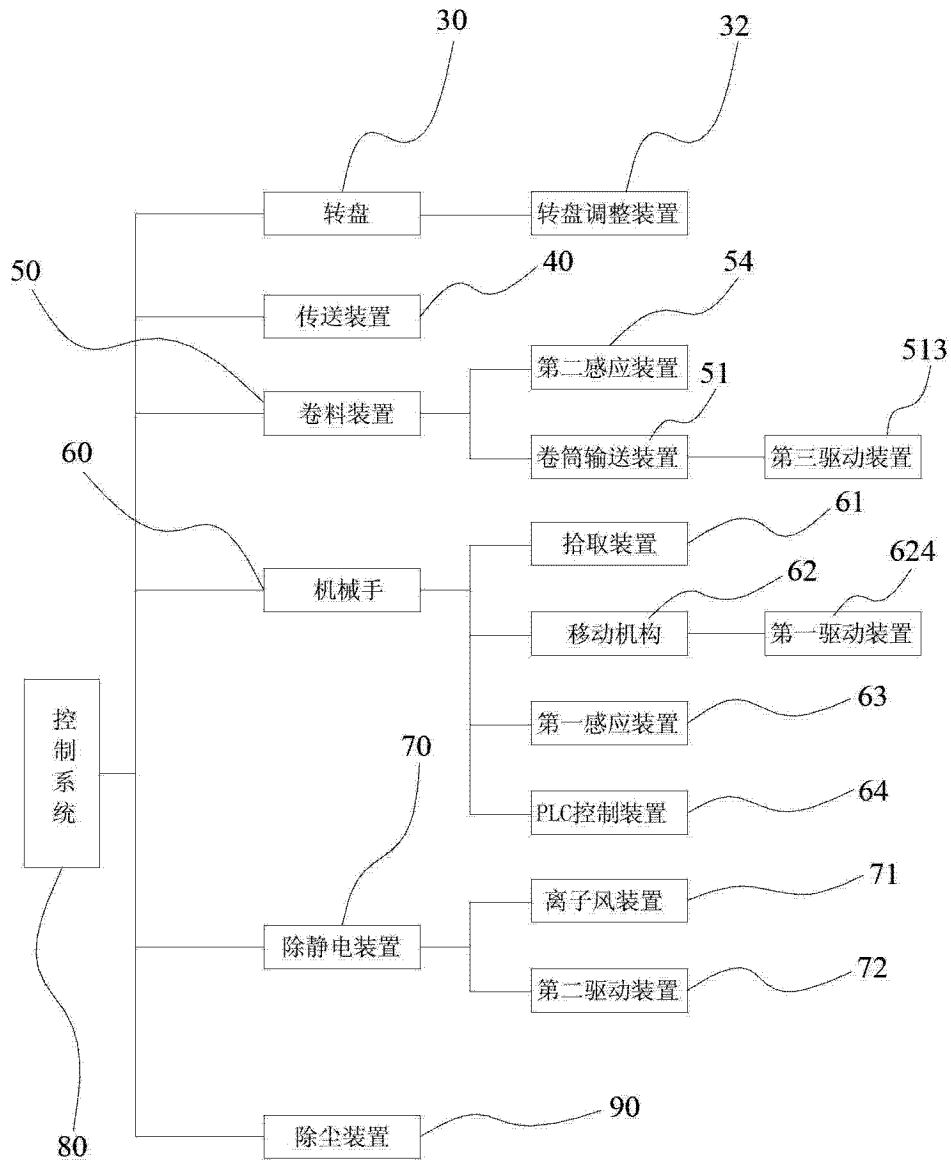 30
32
转盘
转盘调整装置
50
40
54
传送装置
513
第二感应装置
51
卷料装置
60
卷筒输送装置
第三驱动装置
61
拾取装置
62
624
机械手
移动机构
第一驱动装置
63
控制系统
第一感应装置
70
64
PLC控制装置
71
离子风装置
除静电装置
72
第二驱动装置
90
除尘装置
80